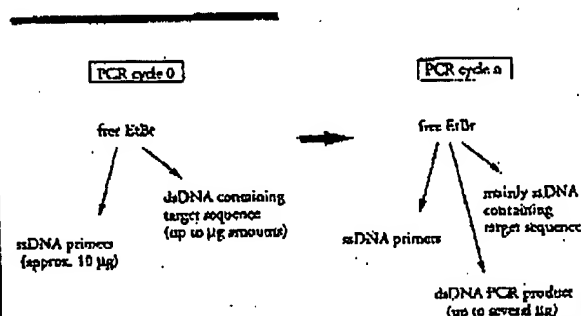 PCR cycle 0
free EtBr
dsDNA containing
target sequence
(up to µg amounts)
ssDNA primers
(approx. 10 µg)
PCR cycle n
free EtBr
mainly ssDNA
containing
target sequence
ssDNA primers
dsDNA PCR product
(up to several µg)